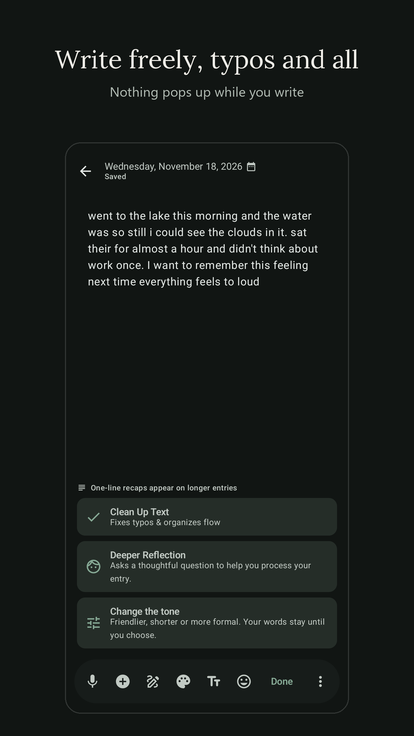 Write freely, typos and all
Nothing pops up while you write
Wednesday, November 18, 2026
Saved
went to the lake this morning and the water
was so still i could see the clouds in it. sat
their for almost a hour and didn't think about
work once. I want to remember this feeling
next time everything feels to loud
One-line recaps appear on longer entries
Clean Up Text
Fixes typos & organizes flow
Deeper Reflection
Asks a thoughtful question to help you process your
entry.
Change the tone
Friendlier, shorter or more formal. Your words stay until
you choose.
Tт
Done